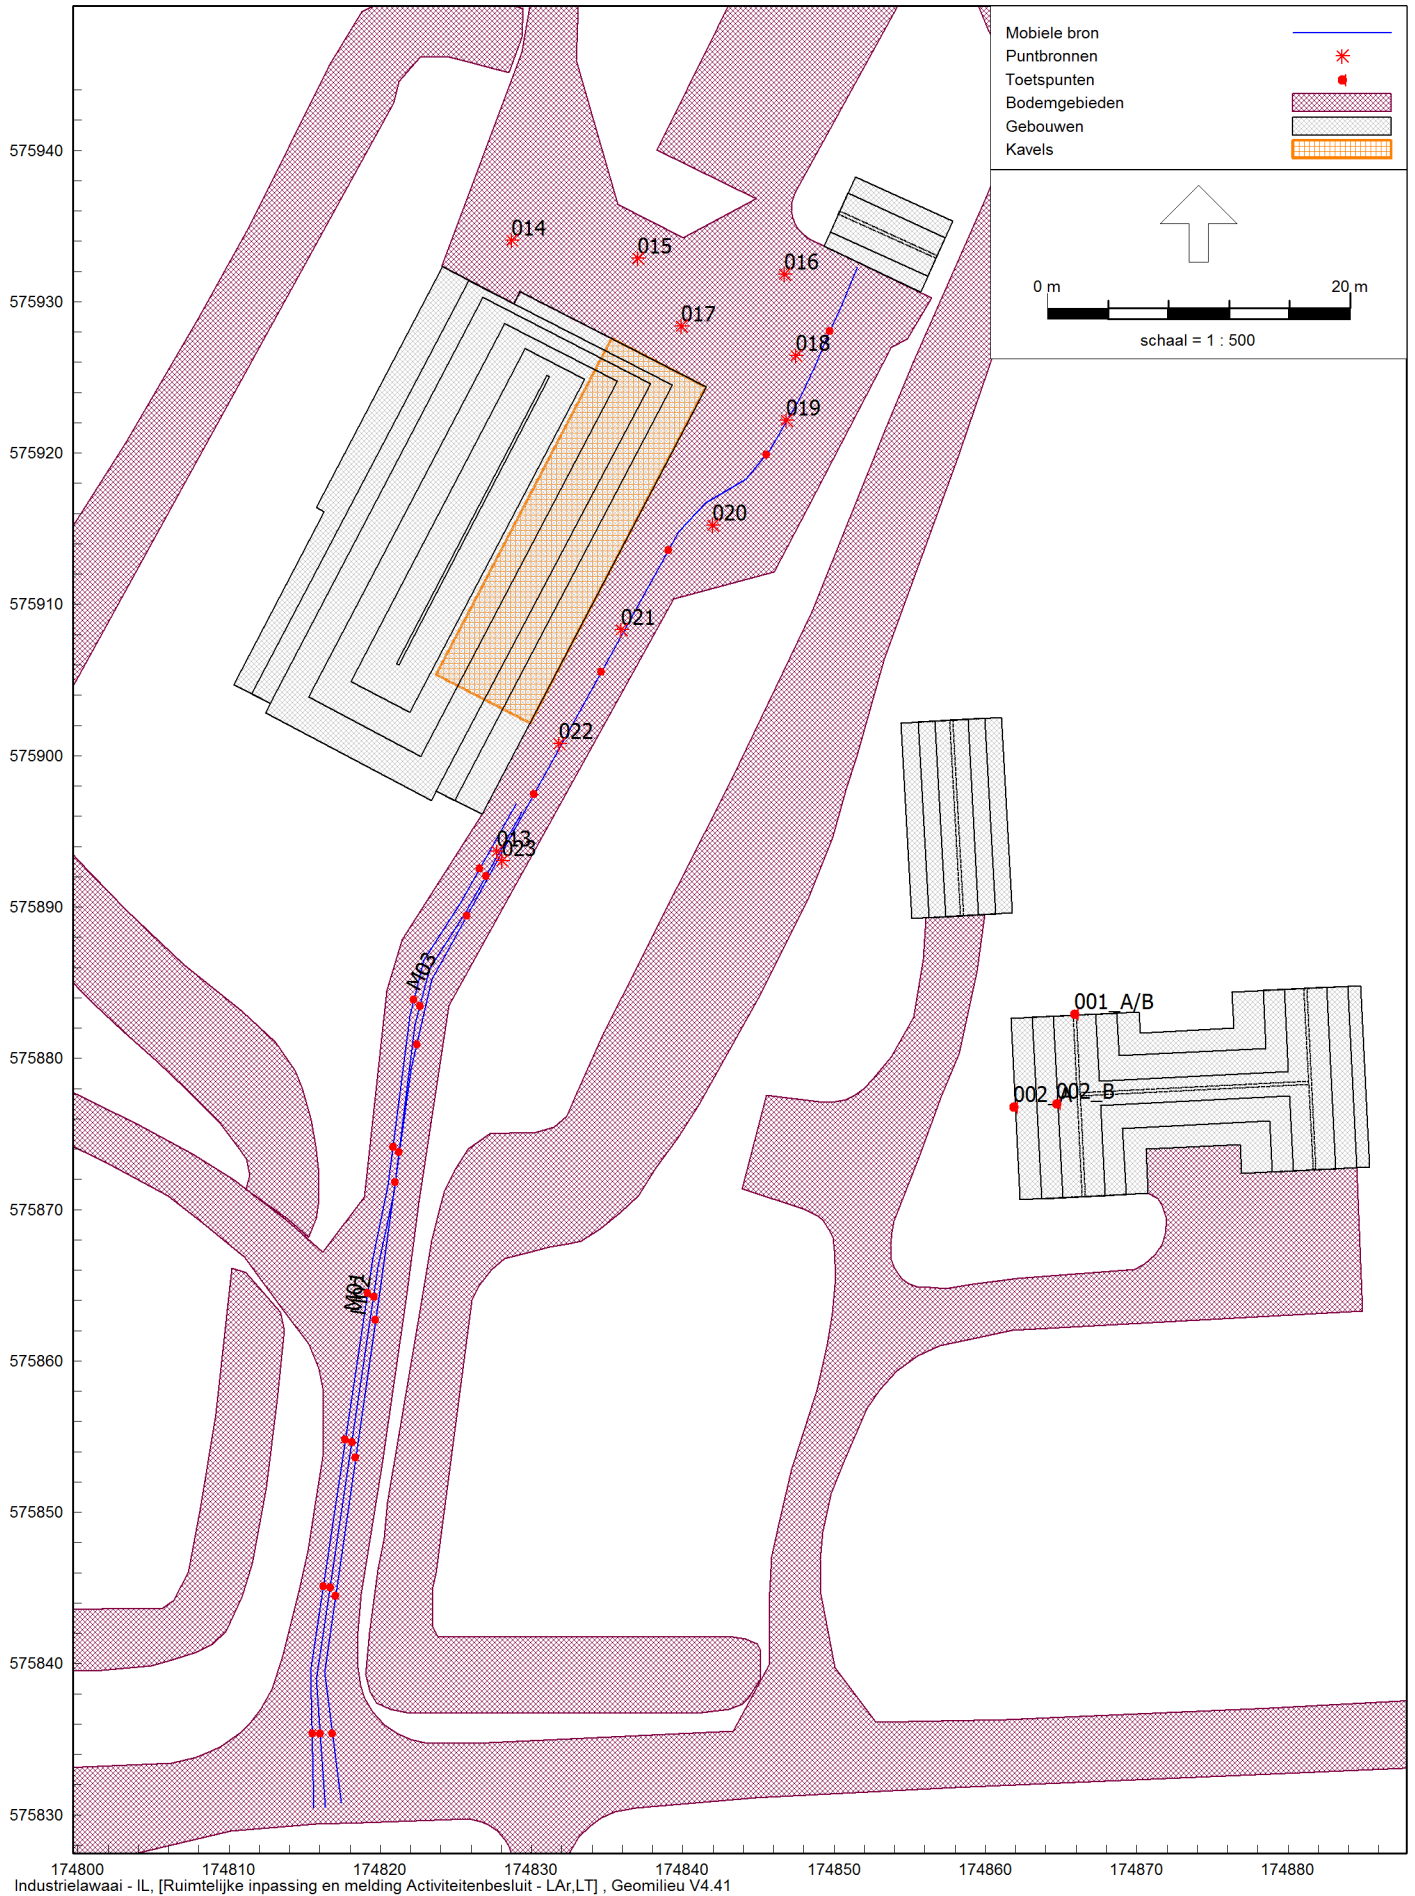 Mobiele bron
Puntbronnen
Toetspunten
Bodemgebieden
Gebouwen
Kavels
0 m
20 m
schaal = 1 : 500
575940
575930
575920
575910
575900
575890
575880
575870
575860
575850
575840
575830
014
015
016
017
018
019
020
021
022
013
023
M03
001_A/B
002_A
002_B
M01
M02
174800
174810
174820
174830
174840
174850
174860
174870
174880
Industrielawaai - IL, [Ruimtelijke inpassing en melding Activiteitenbesluit - LAr,LT] , Geomilieu V4.41